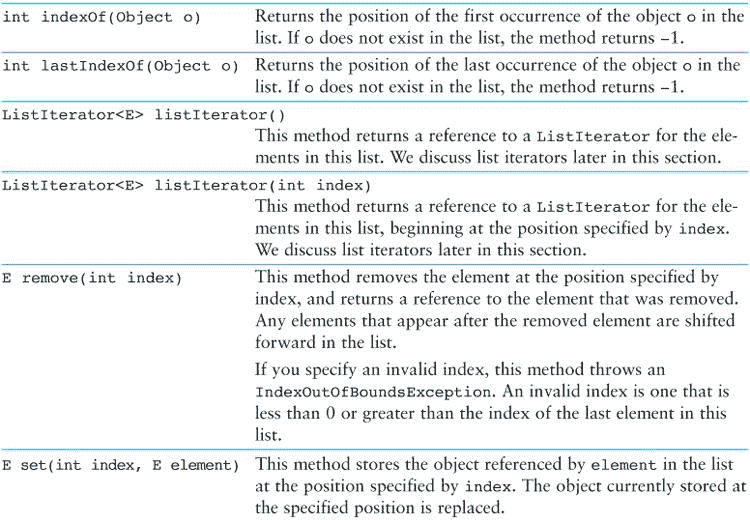 int indexOf(Object o) Returns the position of the first occurrence of the object o in the
list. If o does not exist in the list, the method returns –1.
int lastIndexOf(Object o) Returns the position of the last occurrence of the object o in the
list. If o does not exist in the list, the method returns –1.
ListIterator<E> listIterator()
This method returns a reference to a ListIterator for the ele-
ments in this list. We discuss list iterators later in this section.
ListIterator<E> listIterator(int index)
This method returns a reference to a ListIterator for the ele-
ments in this list, beginning at the position specified by index.
We discuss list iterators later in this section.
E remove(int index) This method removes the element at the position specified by
index, and returns a reference to the element that was removed.
Any elements that appear after the removed element are shifted
forward in the list.
If you specify an invalid index, this method throws an
IndexOutOfBoundsException. An invalid index is one that is
less than 0 or greater than the index of the last element in this
list.
E set(int index, E element) This method stores the object referenced by element in the list
at the position specified by index. The object currently stored at
the specified position is replaced.